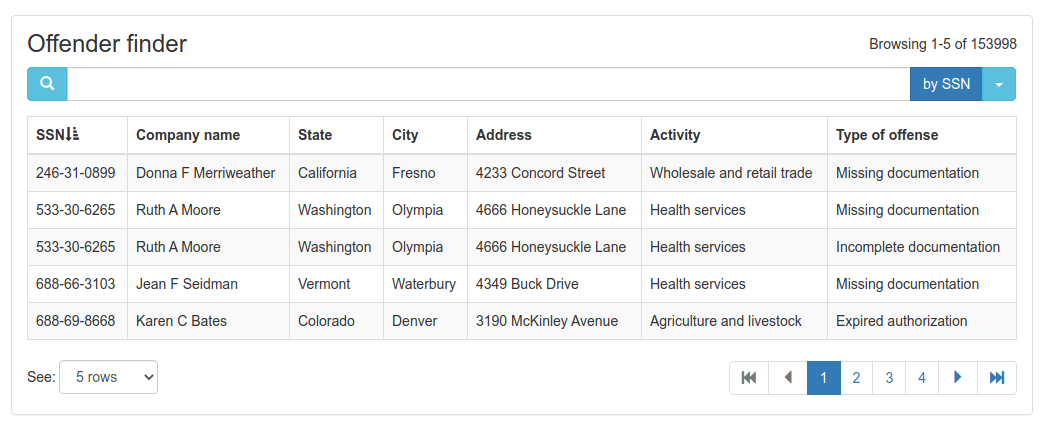 Offender finder
Browsing 1-5 of 153998
by SSN
SSN Company name State City Address Activity Type of offense
246-31-0899 Donna F Merriweather California Fresno 4233 Concord Street Wholesale and retail trade Missing documentation
533-30-6265 Ruth A Moore Washington Olympia 4666 Honeysuckle Lane Health services Missing documentation
533-30-6265 Ruth A Moore Washington Olympia 4666 Honeysuckle Lane Health services Incomplete documentation
688-66-3103 Jean F Seidman Vermont Waterbury 4349 Buck Drive Health services Missing documentation
688-69-8668 Karen C Bates Colorado Denver 3190 McKinley Avenue Agriculture and livestock Expired authorization
See: 5 rows 1 2 3 4